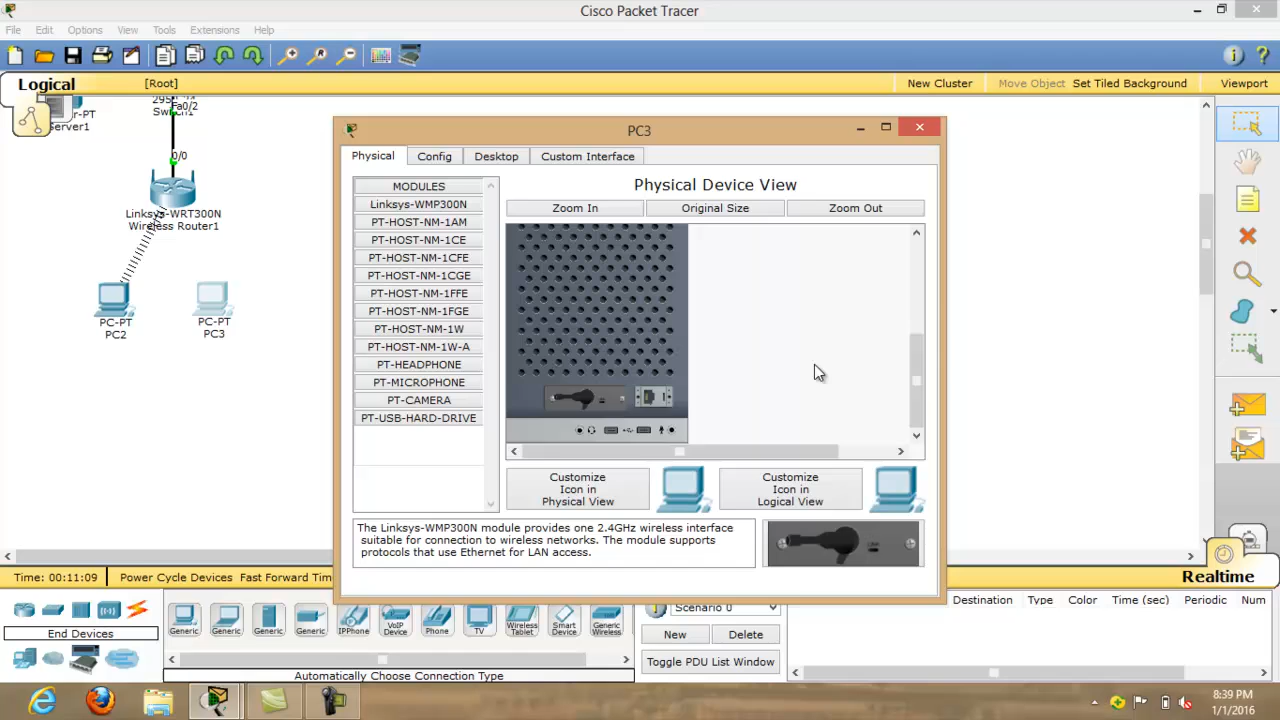 Cisco Packet Tracer
File Edit Options View Tools Extensions Help
Logical [Root] New Cluster Move Object Set Tiled Background Viewport
Fa0/2
Server1
0/0
Linksys-WRT300N
Wireless Router1
PC-PT
PC2
PC-PT
PC3
PC3
Physical Config Desktop Custom Interface
MODULES
Linksys-WMP300N
PT-HOST-NM-1AM
PT-HOST-NM-1CE
PT-HOST-NM-1CFE
PT-HOST-NM-1CGE
PT-HOST-NM-1FFE
PT-HOST-NM-1FGE
PT-HOST-NM-1W
PT-HOST-NM-1W-A
PT-HEADPHONE
PT-MICROPHONE
PT-CAMERA
PT-USB-HARD-DRIVE
Physical Device View
Zoom In Original Size Zoom Out
Customize
Icon in
Physical View
Customize
Icon in
Logical View
The Linksys-WMP300N module provides one 2.4GHz wireless interface
suitable for connection to wireless networks. The module supports
protocols that use Ethernet for LAN access.
Time: 00:11:09 Power Cycle Devices Fast Forward Tim
Realtime
End Devices
Generic Generic Generic Generic IPPhone VoIP Device Phone TV Wireless Tablet Smart Device Generic Wireless
Automatically Choose Connection Type
Scenario 0
New Delete
Toggle PDU List Window
Destination Type Color Time (sec) Periodic Num
8:39 PM
1/1/2016